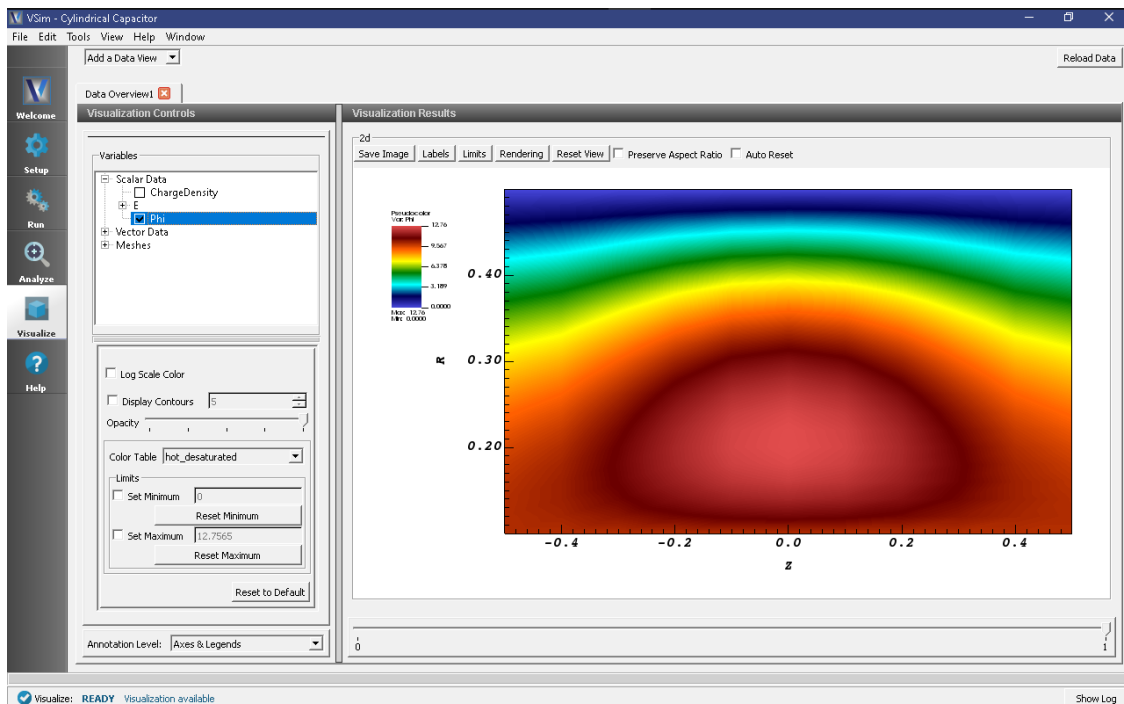 VSim - Cylindrical Capacitor
File Edit Tools View Help Window
Add a Data View
Reload Data
Data Overview1
Welcome
Setup
Run
Analyze
Visualize
Help
Visualization Controls
Variables
Scalar Data
ChargeDensity
E
Phi
Vector Data
Meshes
Log Scale Color
Display Contours 5
Opacity
Color Table hot_desaturated
Limits
Set Minimum 0
Reset Minimum
Set Maximum 12.7565
Reset Maximum
Reset to Default
Annotation Level: Axes & Legends
Visualization Results
2d
Save Image Labels Limits Rendering Reset View Preserve Aspect Ratio Auto Reset
Pseudocolor
Var: Phi
12.76
9.567
6.378
3.189
0.0000
Max: 12.76
Min: 0.0000
0.40
R 0.30
0.20
-0.4 -0.2 0.0 0.2 0.4
Z
0 1
Visualize: READY Visualization available
Show Log